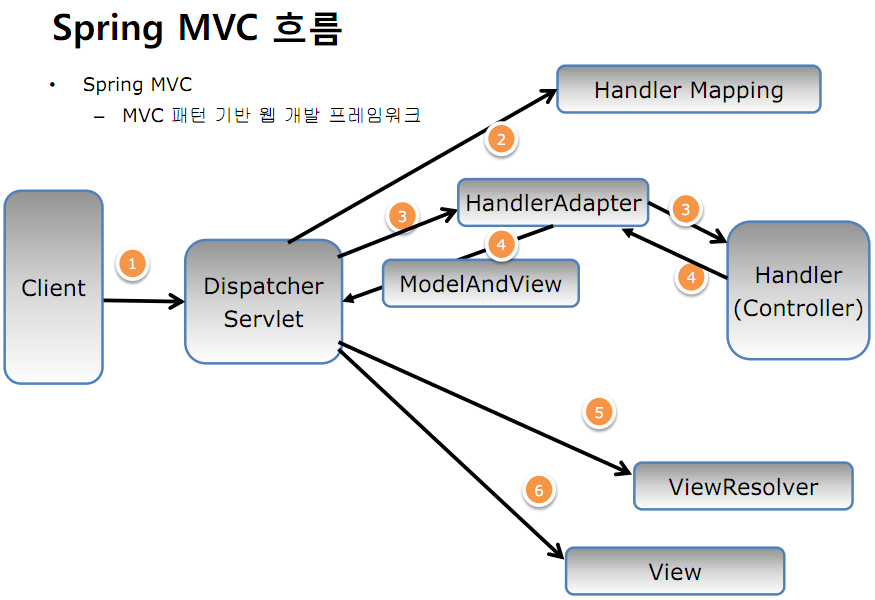 Spring MVC 흐름
• Spring MVC
– MVC 패턴 기반 웹 개발 프레임워크
Handler Mapping
2
HandlerAdapter
3
3
4
1
Client
Dispatcher
Servlet
ModelAndView
4
Handler
(Controller)
5
ViewResolver
6
View